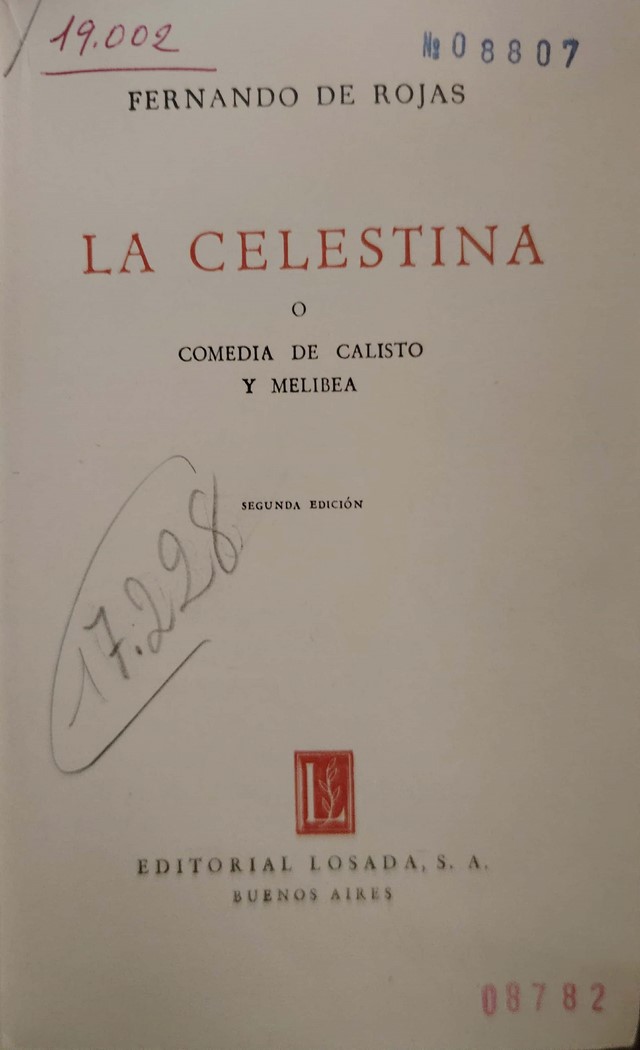 19.002
№ 08807
FERNANDO DE ROJAS
LA CELESTINA
O
COMEDIA DE CALISTO
Y MELIBEA
SEGUNDA EDICIÓN
17.228
L
EDITORIAL LOSADA, S. A.
BUENOS AIRES
08782